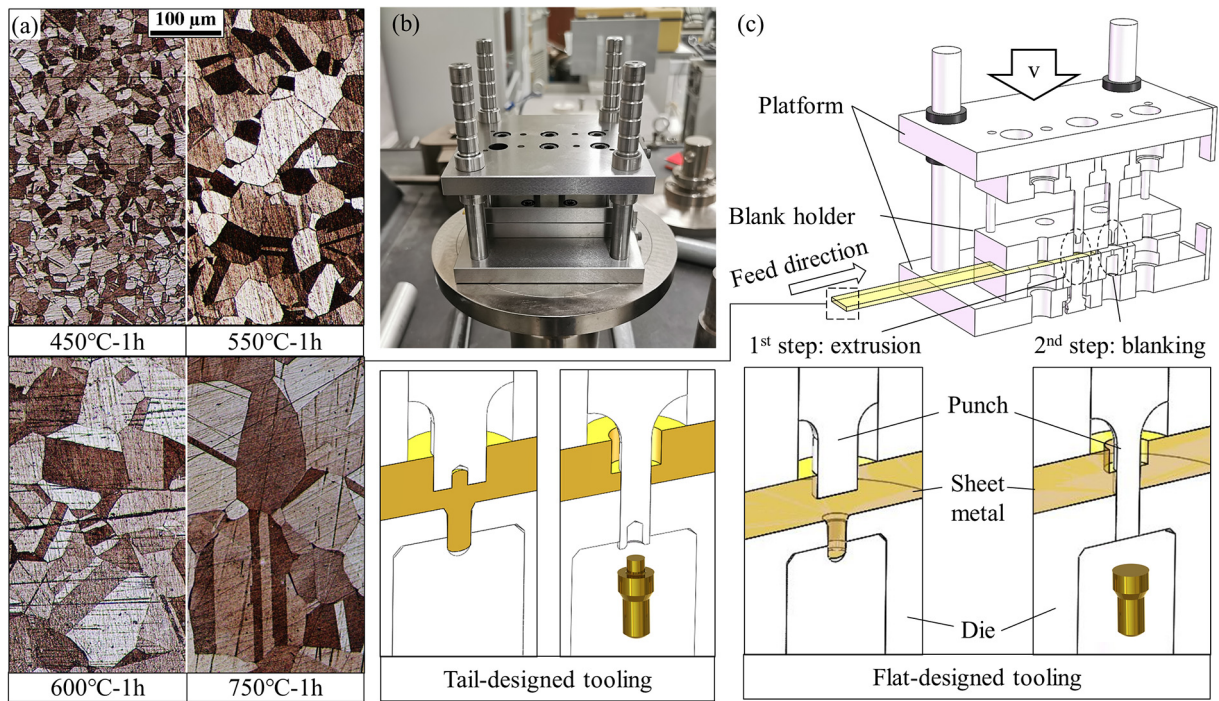 (a)
100 µm
450°C-1h
550°C-1h
600°C-1h
750°C-1h
(b)
(c)
v
Platform
Blank holder
Feed direction
1st step: extrusion
2nd step: blanking
Punch
Sheet
metal
Die
Tail-designed tooling
Flat-designed tooling